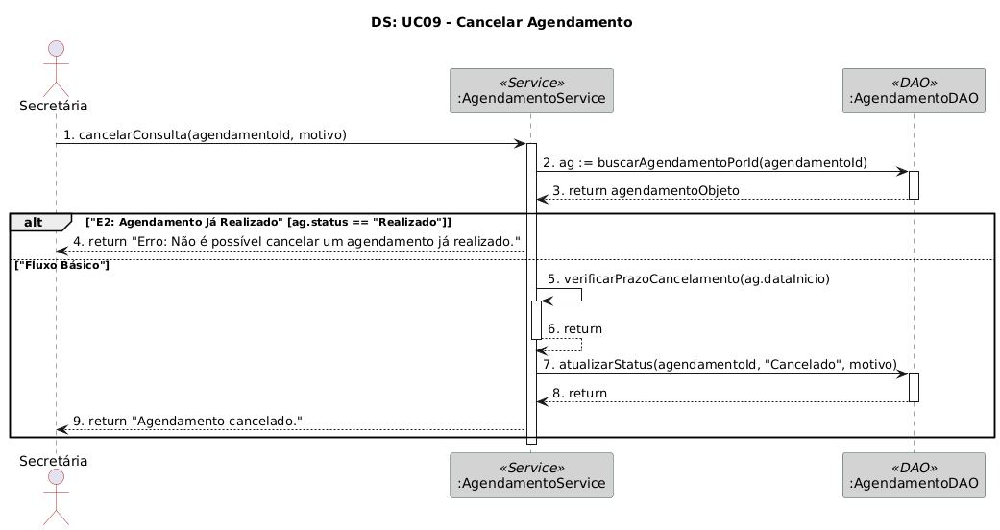 DS: UC09 - Cancelar Agendamento
Secretária
«Service»
:AgendamentoService
«DAO»
:AgendamentoDAO
1. cancelarConsulta(agendamentoId, motivo)
2. ag := buscarAgendamentoPorId(agendamentoId)
3. return agendamentoObjeto
alt ["E2: Agendamento Já Realizado" [ag.status == "Realizado"]]
4. return "Erro: Não é possível cancelar um agendamento já realizado."
["Fluxo Básico"]
5. verificarPrazoCancelamento(ag.dataInicio)
6. return
7. atualizarStatus(agendamentoId, "Cancelado", motivo)
8. return
9. return "Agendamento cancelado."
Secretária
«Service»
:AgendamentoService
«DAO»
:AgendamentoDAO